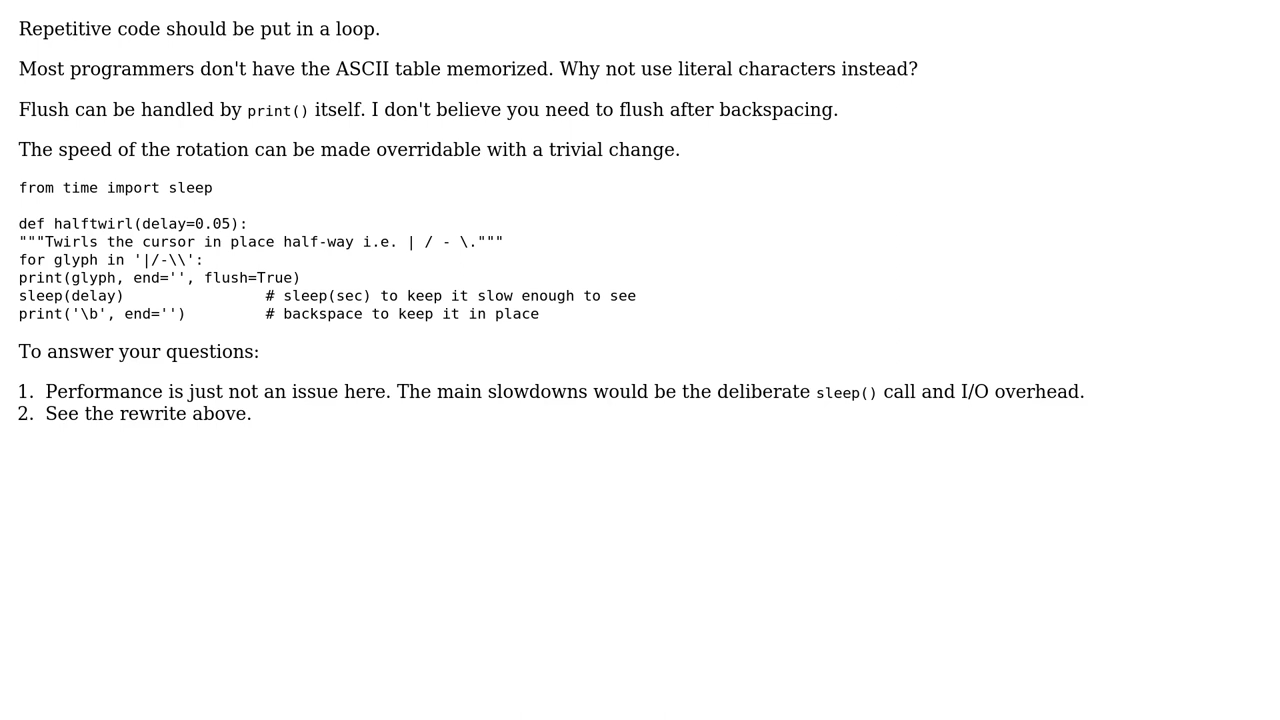 Repetitive code should be put in a loop.
Most programmers don't have the ASCII table memorized. Why not use literal characters instead?
Flush can be handled by print() itself. I don't believe you need to flush after backspacing.
The speed of the rotation can be made overridable with a trivial change.
from time import sleep
def halftwirl(delay=0.05):
"""Twirls the cursor in place half-way i.e. | / - \."""
for glyph in '|/-\\':
print(glyph, end='', flush=True)
sleep(delay)                # sleep(sec) to keep it slow enough to see
print('\b', end='')         # backspace to keep it in place
To answer your questions:
1. Performance is just not an issue here. The main slowdowns would be the deliberate sleep() call and I/O overhead.
2. See the rewrite above.